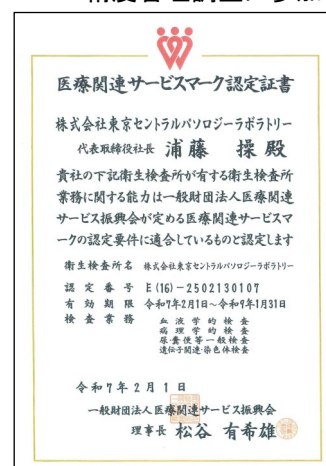 医療関連サービスマーク認定証書
株式会社東京セントラルパソロジーラボラトリー
代表取締役社長 浦藤 操 殿
貴社の下記衛生検査所が有する衛生検査所
業務に関する能力は一般財団法人医療関連
サービス振興会が定める医療関連サービスマ
ークの認定要件に適合しているものと認定します
衛生検査所名 株式会社東京セントラルパソロジーラボラトリー
認定番号 E(16)-2502130107
有効期限 令和7年2月1日~令和9年1月31日
検査業務 血液学的検査
病理学的検査
尿・糞便等一般検査
遺伝子関連・染色体検査
令和7年2月1日
一般財団法人医療関連サービス振興会
理事長 松谷 有希雄